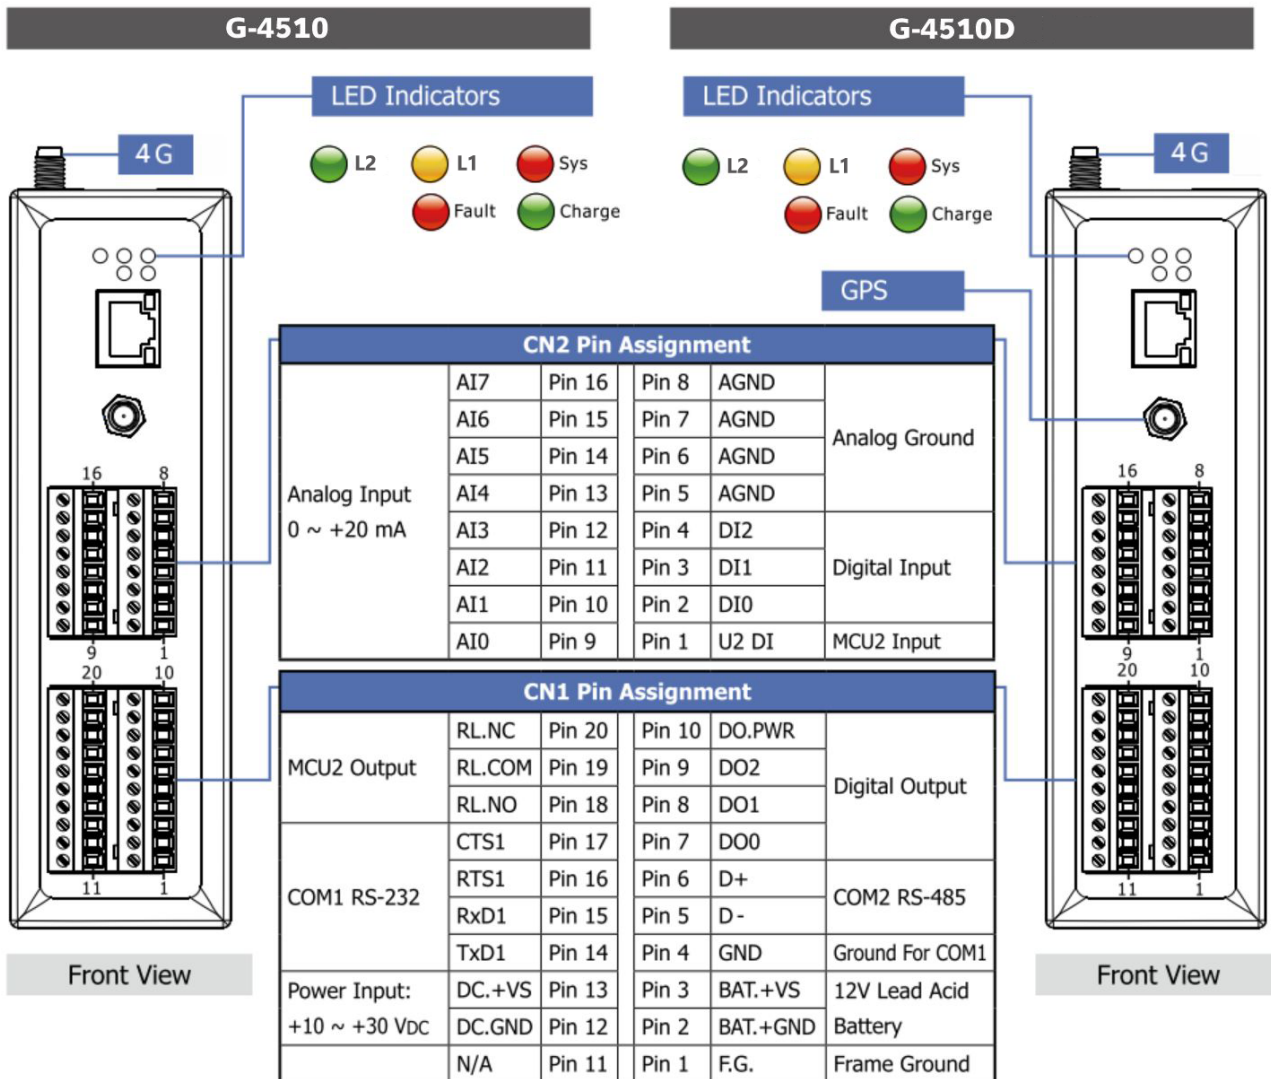 G-4510
G-4510D
LED Indicators
LED Indicators
4G
4G
L2 L1 Sys
Fault Charge
L2 L1 Sys
Fault Charge
GPS
CN2 Pin Assignment
Analog Input
0 ~ +20 mA
AI7 Pin 16 Pin 8 AGND
AI6 Pin 15 Pin 7 AGND
AI5 Pin 14 Pin 6 AGND
AI4 Pin 13 Pin 5 AGND
Analog Ground
AI3 Pin 12 Pin 4 DI2
AI2 Pin 11 Pin 3 DI1
AI1 Pin 10 Pin 2 DI0
Digital Input
AI0 Pin 9 Pin 1 U2 DI MCU2 Input
CN1 Pin Assignment
MCU2 Output
RL.NC Pin 20 Pin 10 DO.PWR
RL.COM Pin 19 Pin 9 DO2
RL.NO Pin 18 Pin 8 DO1
Digital Output
COM1 RS-232
CTS1 Pin 17 Pin 7 DO0
RTS1 Pin 16 Pin 6 D+
RxD1 Pin 15 Pin 5 D-
COM2 RS-485
TxD1 Pin 14 Pin 4 GND Ground For COM1
Power Input:
+10 ~ +30 VDC
DC.+VS Pin 13 Pin 3 BAT.+VS
DC.GND Pin 12 Pin 2 BAT.+GND
12V Lead Acid
Battery
N/A Pin 11 Pin 1 F.G. Frame Ground
16 8
9 1
20 10
11 1
Front View
16 8
9 1
20 10
11 1
Front View